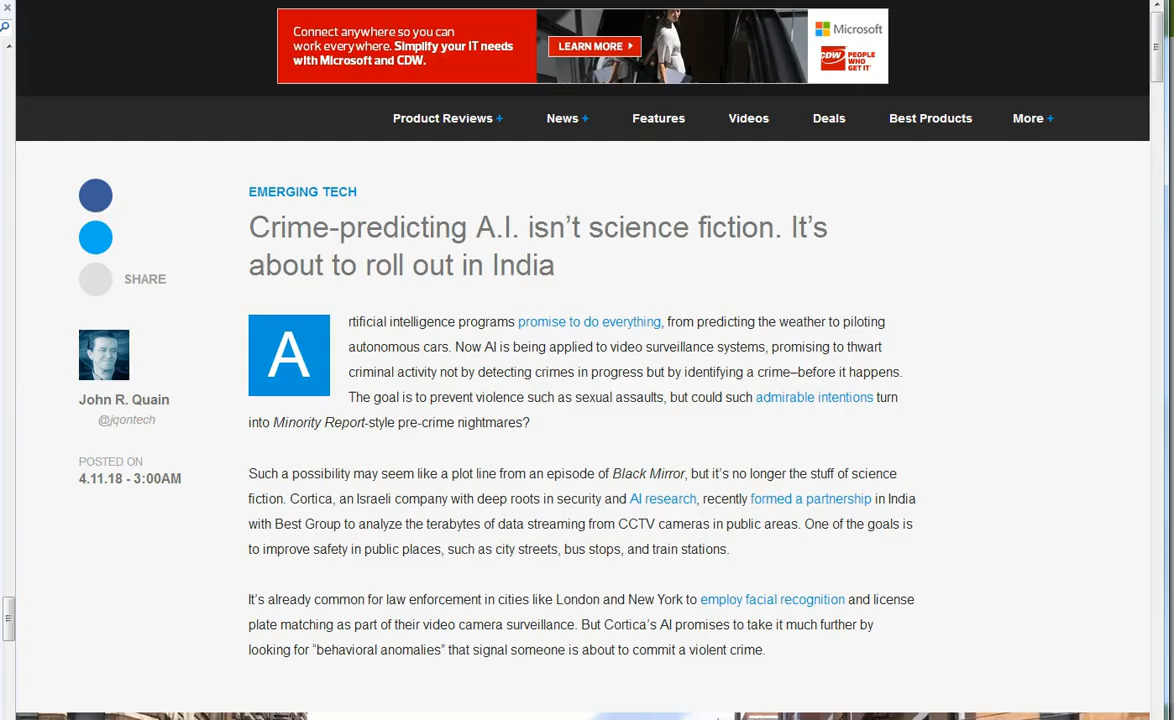 Connect anywhere so you can
work everywhere. Simplify your IT needs
with Microsoft and CDW.
LEARN MORE
Microsoft
CDW PEOPLE
WHO
GET IT
Product Reviews +
News +
Features
Videos
Deals
Best Products
More +
EMERGING TECH
Crime-predicting A.I. isn’t science fiction. It’s
about to roll out in India
SHARE
John R. Quain
@jqontech
POSTED ON
4.11.18 - 3:00AM
Artificial intelligence programs promise to do everything, from predicting the weather to piloting
autonomous cars. Now AI is being applied to video surveillance systems, promising to thwart
criminal activity not by detecting crimes in progress but by identifying a crime–before it happens.
The goal is to prevent violence such as sexual assaults, but could such admirable intentions turn
into Minority Report-style pre-crime nightmares?
Such a possibility may seem like a plot line from an episode of Black Mirror, but it’s no longer the stuff of science
fiction. Cortica, an Israeli company with deep roots in security and AI research, recently formed a partnership in India
with Best Group to analyze the terabytes of data streaming from CCTV cameras in public areas. One of the goals is
to improve safety in public places, such as city streets, bus stops, and train stations.
It’s already common for law enforcement in cities like London and New York to employ facial recognition and license
plate matching as part of their video camera surveillance. But Cortica’s AI promises to take it much further by
looking for “behavioral anomalies” that signal someone is about to commit a violent crime.